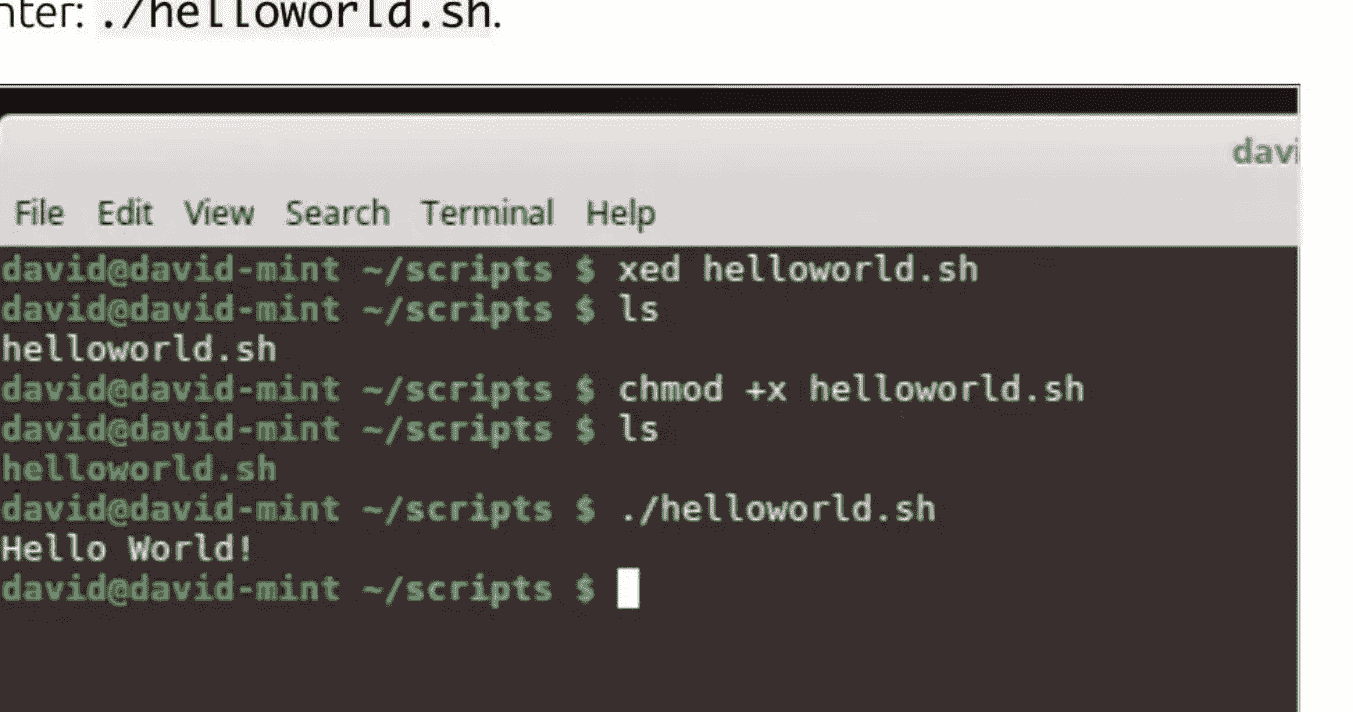 nter: ./helloworld.sh.
davi
File Edit View Search Terminal Help
david@david-mint ~/scripts $ xed helloworld.sh
david@david-mint ~/scripts $ ls
helloworld.sh
david@david-mint ~/scripts $ chmod +x helloworld.sh
david@david-mint ~/scripts $ ls
helloworld.sh
david@david-mint ~/scripts $ ./helloworld.sh
Hello World!
david@david-mint ~/scripts $